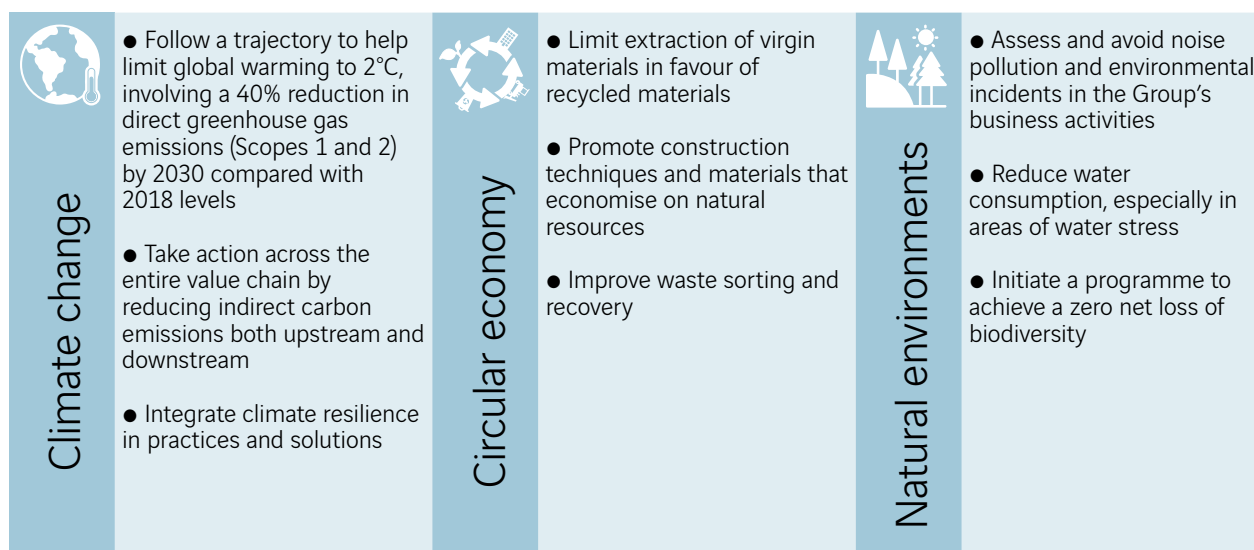 Climate change
● Follow a trajectory to help
limit global warming to 2°C,
involving a 40% reduction in
direct greenhouse gas
emissions (Scopes 1 and 2)
by 2030 compared with
2018 levels
● Take action across the
entire value chain by
reducing indirect carbon
emissions both upstream and
downstream
● Integrate climate resilience
in practices and solutions
Circular economy
● Limit extraction of virgin
materials in favour of
recycled materials
● Promote construction
techniques and materials that
economise on natural
resources
● Improve waste sorting and
recovery
Natural environments
● Assess and avoid noise
pollution and environmental
incidents in the Group's
business activities
● Reduce water
consumption, especially in
areas of water stress
● Initiate a programme to
achieve a zero net loss of
biodiversity